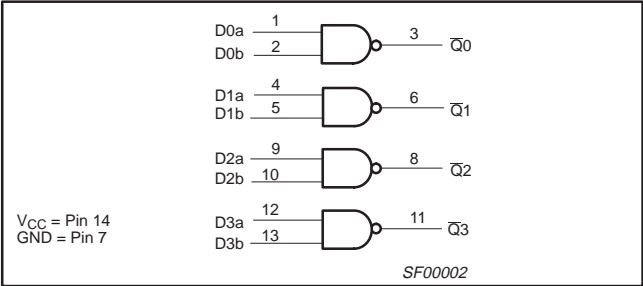 D0a 1
D0b 2
3 Q̅0
D1a 4
D1b 5
6 Q̅1
D2a 9
D2b 10
8 Q̅2
D3a 12
D3b 13
11 Q̅3
VCC = Pin 14
GND = Pin 7
SF00002